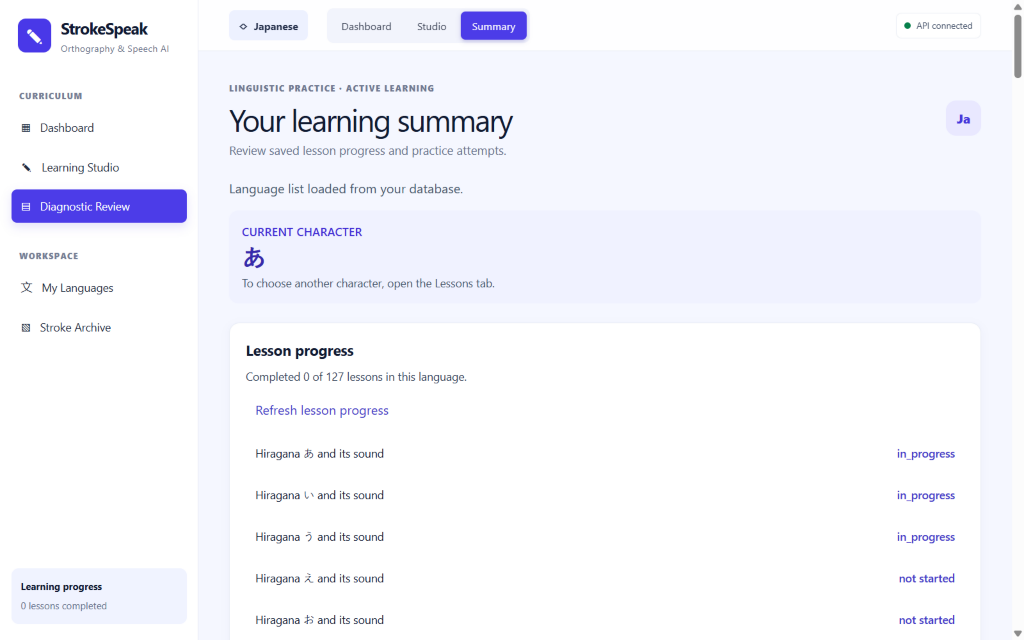 StrokeSpeak
Orthography & Speech AI
CURRICULUM
Dashboard
Learning Studio
Diagnostic Review
WORKSPACE
文 My Languages
Stroke Archive
Learning progress
0 lessons completed
Japanese
Dashboard
Studio
Summary
API connected
LINGUISTIC PRACTICE · ACTIVE LEARNING
Your learning summary
Ja
Review saved lesson progress and practice attempts.
Language list loaded from your database.
CURRENT CHARACTER
あ
To choose another character, open the Lessons tab.
Lesson progress
Completed 0 of 127 lessons in this language.
Refresh lesson progress
Hiragana あ and its sound in_progress
Hiragana い and its sound in_progress
Hiragana う and its sound in_progress
Hiragana え and its sound not started
Hiragana お and its sound not started